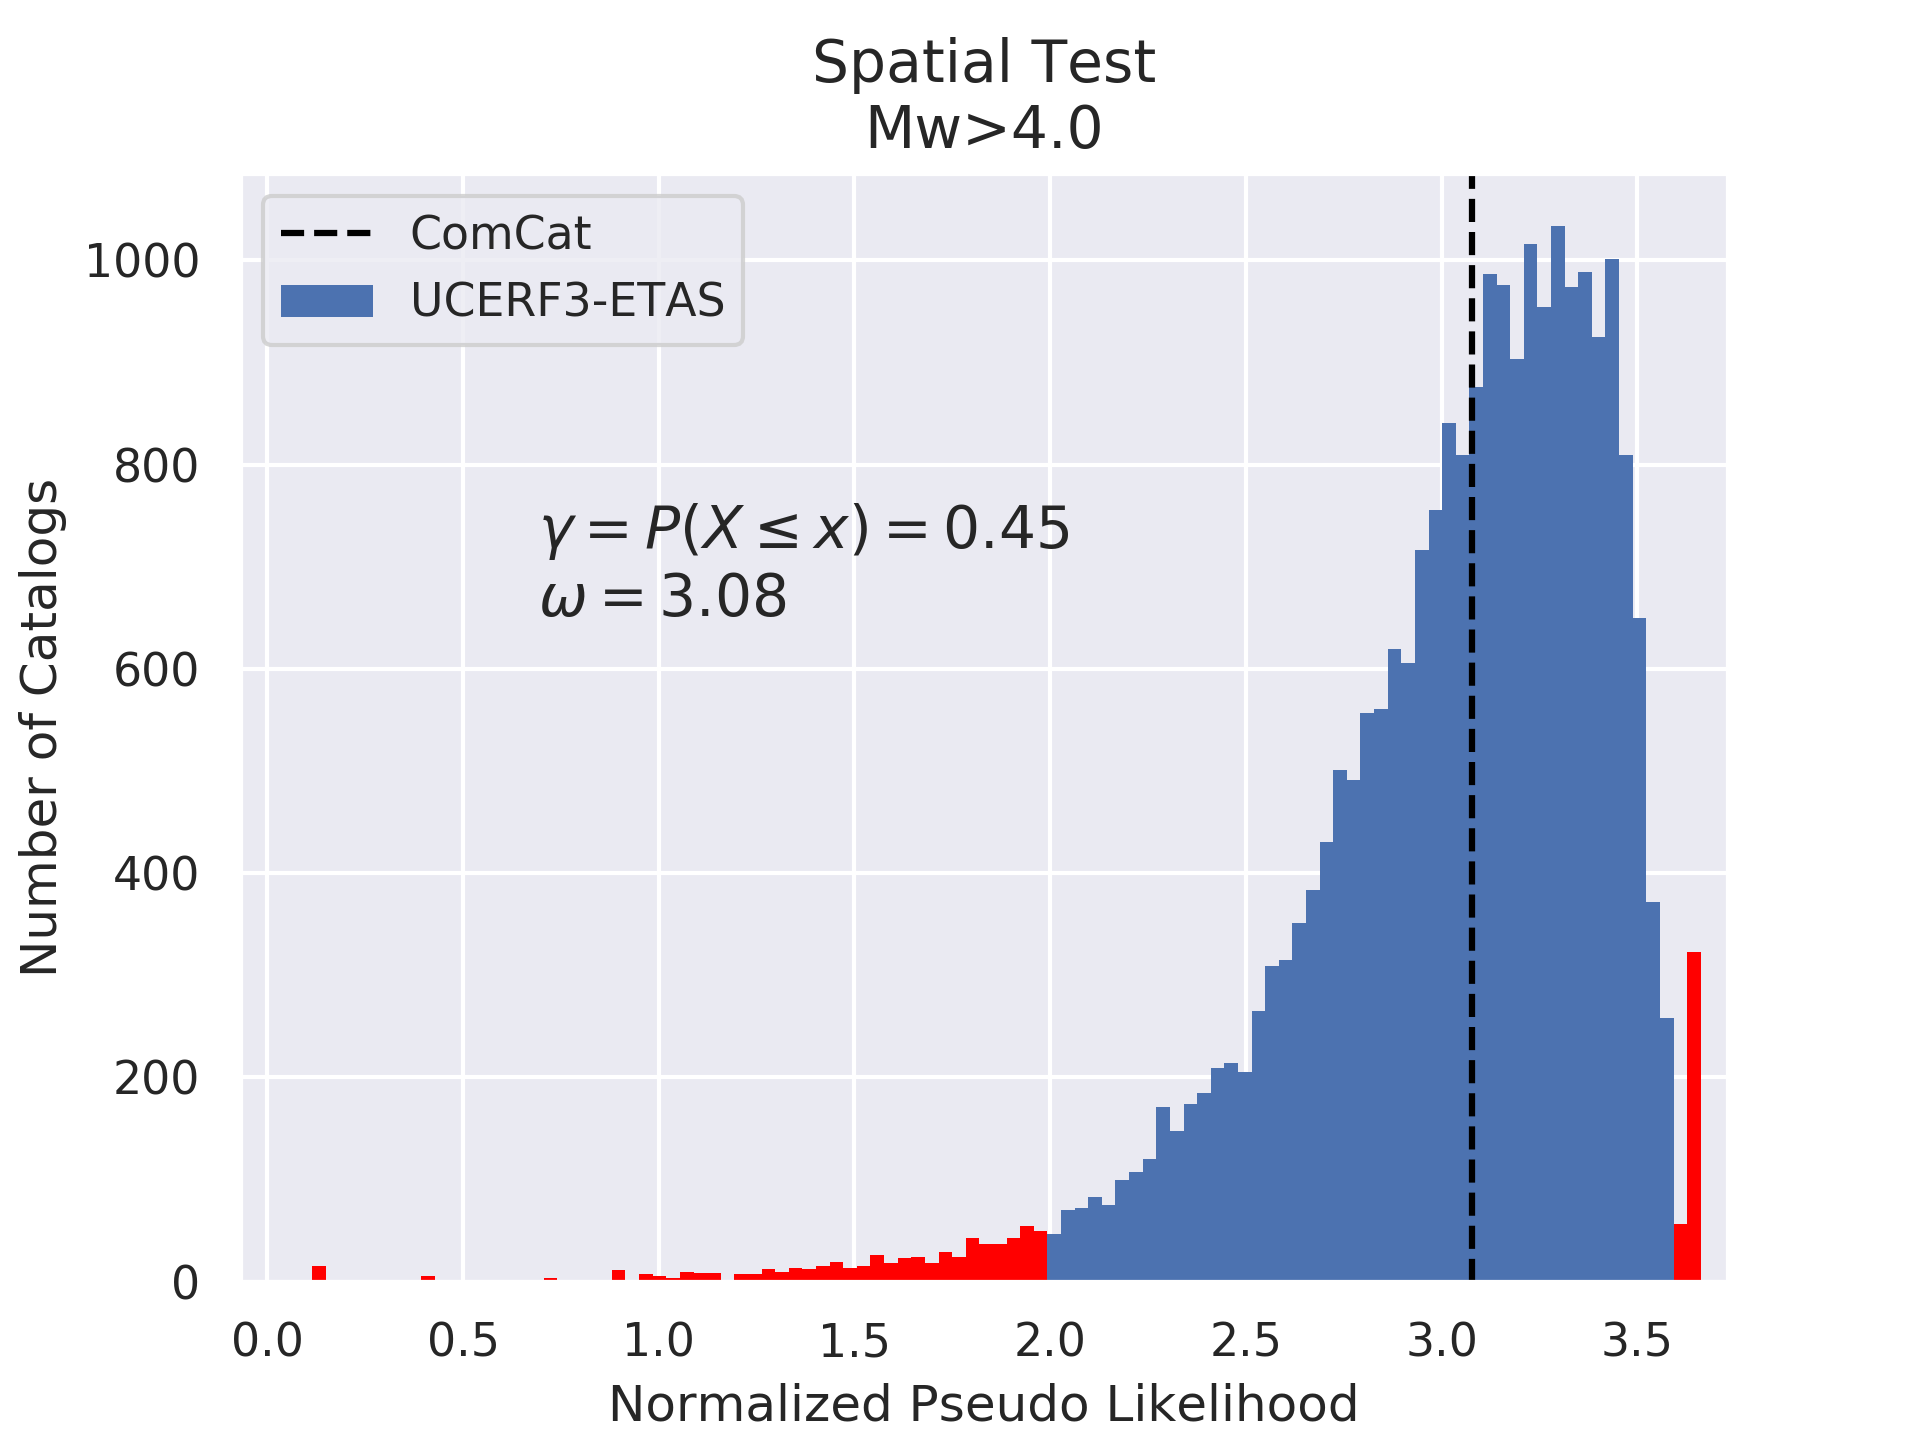 Spatial Test
Mw>4.0
ComCat
UCERF3-ETAS
γ = P(X ≤ x) = 0.45
ω = 3.08
Number of Catalogs
1000
800
600
400
200
0
0.0 0.5 1.0 1.5 2.0 2.5 3.0 3.5
Normalized Pseudo Likelihood